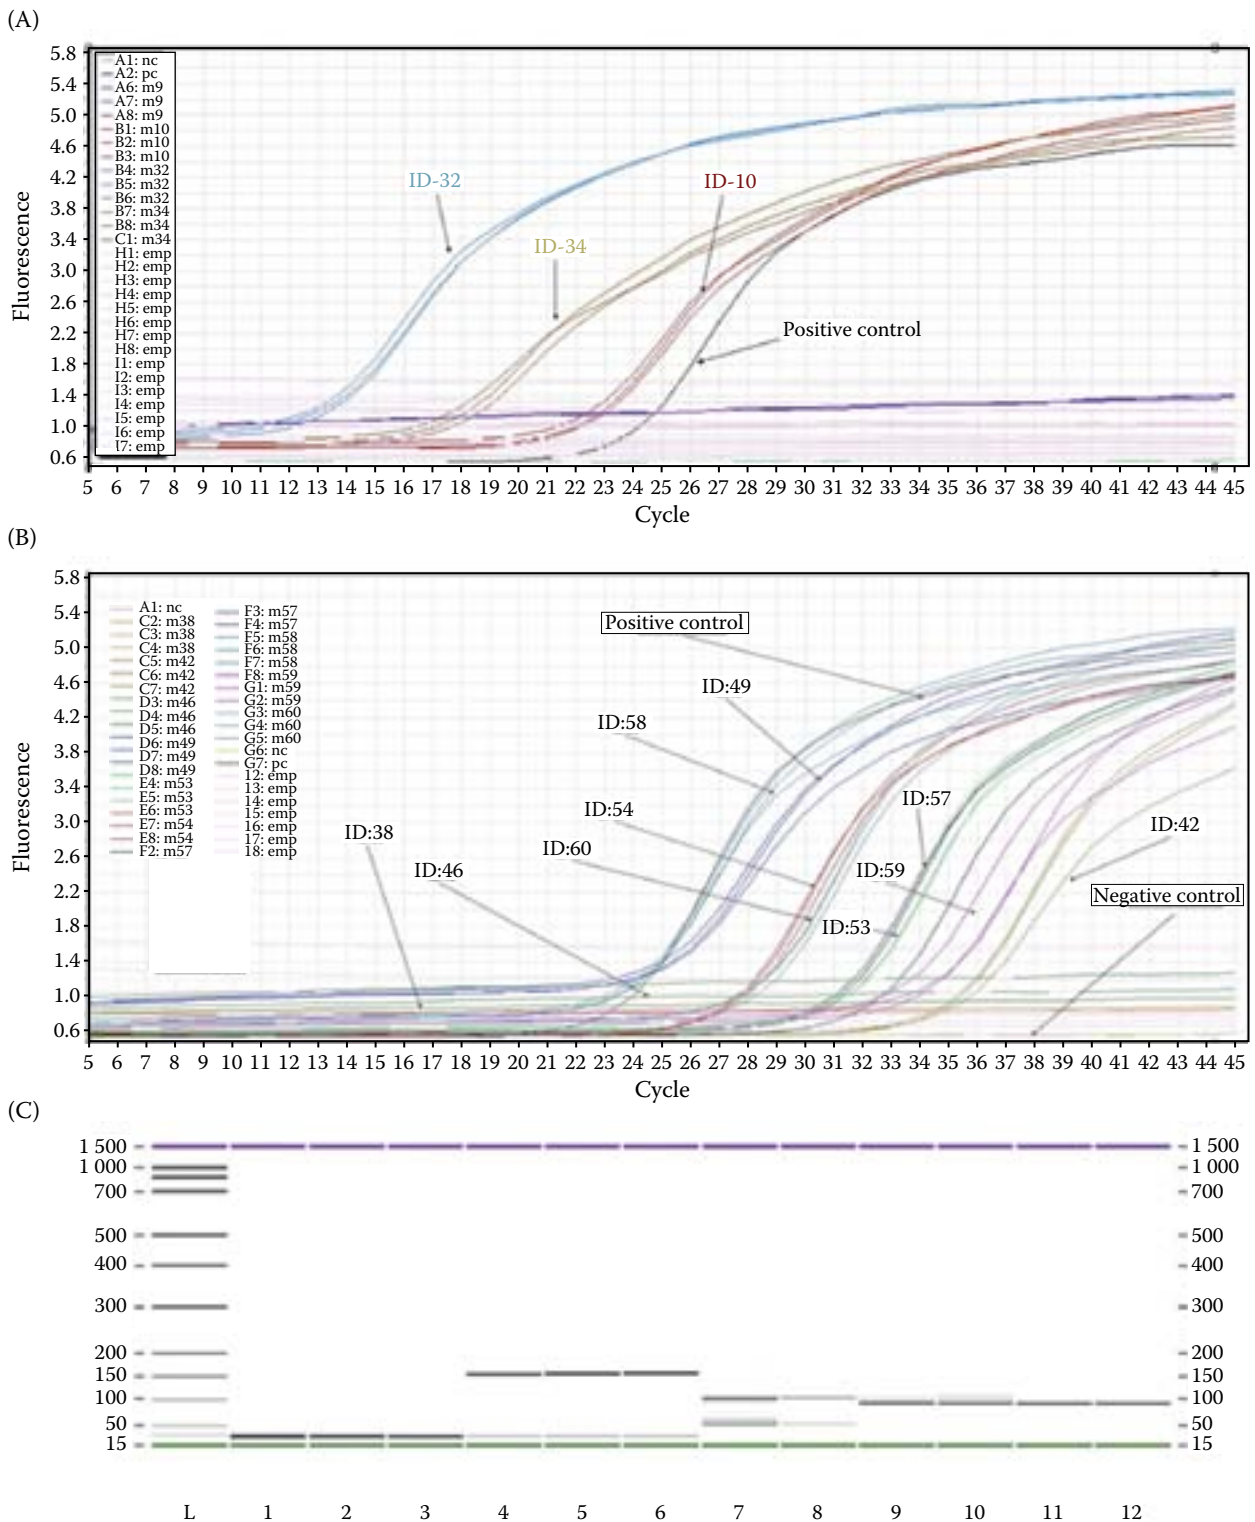 (A)
5.8
5.4
5.0
4.6
4.2
3.8
3.4
3.0
2.6
2.2
1.8
1.4
1.0
0.6
Fluorescence
A1: nc
A2: pc
A6: m9
A7: m9
A8: m9
B1: m10
B2: m10
B3: m10
B4: m32
B5: m32
B6: m32
B7: m34
B8: m34
C1: m34
H1: emp
H2: emp
H3: emp
H4: emp
H5: emp
H6: emp
H7: emp
H8: emp
I1: emp
I2: emp
I3: emp
I4: emp
I5: emp
I6: emp
I7: emp
ID-32
ID-10
ID-34
Positive control
5 6 7 8 9 10 11 12 13 14 15 16 17 18 19 20 21 22 23 24 25 26 27 28 29 30 31 32 33 34 35 36 37 38 39 40 41 42 43 44 45
Cycle
(B)
5.8
5.4
5.0
4.6
4.2
3.8
3.4
3.0
2.6
2.2
1.8
1.4
1.0
0.6
Fluorescence
A1: nc
C2: m38
C3: m38
C4: m38
C5: m42
C6: m42
C7: m42
D3: m46
D4: m46
D5: m46
D6: m49
D7: m49
D8: m49
E4: m53
E5: m53
E6: m53
E7: m54
E8: m54
F2: m57
F3: m57
F4: m57
F5: m58
F6: m58
F7: m58
F8: m59
G1: m59
G2: m59
G3: m60
G4: m60
G5: m60
G6: nc
G7: pc
12: emp
13: emp
14: emp
15: emp
16: emp
17: emp
18: emp
Positive control
ID:49
ID:58
ID:54
ID:57
ID:38
ID:42
ID:60
ID:46
ID:59
Negative control
ID:53
5 6 7 8 9 10 11 12 13 14 15 16 17 18 19 20 21 22 23 24 25 26 27 28 29 30 31 32 33 34 35 36 37 38 39 40 41 42 43 44 45
Cycle
(C)
1 500 1 500
1 000 1 000
700 700
500 500
400 400
300 300
200 200
150 150
100 100
50 50
15 15
L 1 2 3 4 5 6 7 8 9 10 11 12